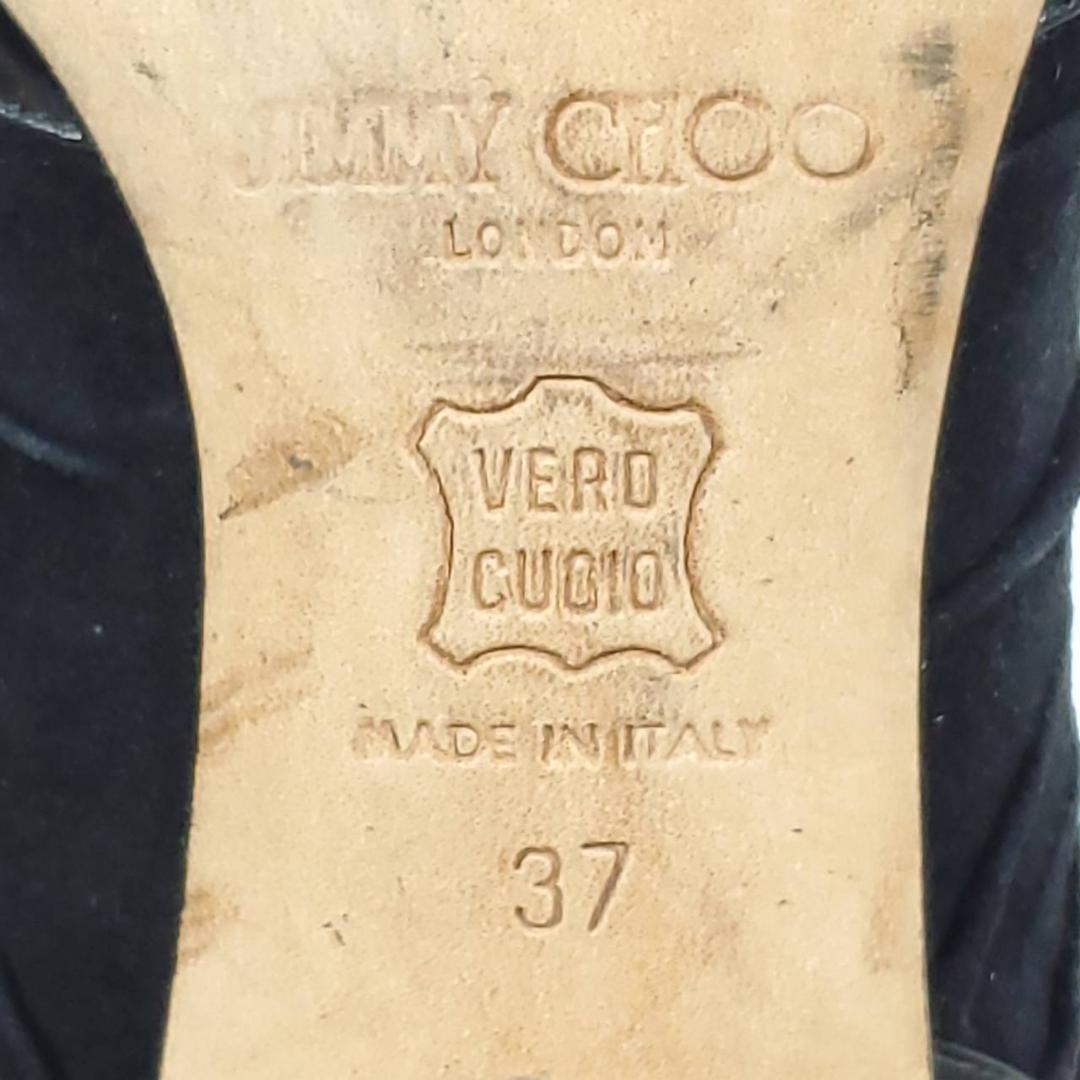 JIMMY CHOO
LONDON
VERO
CUOIO
MADE IN ITALY
37